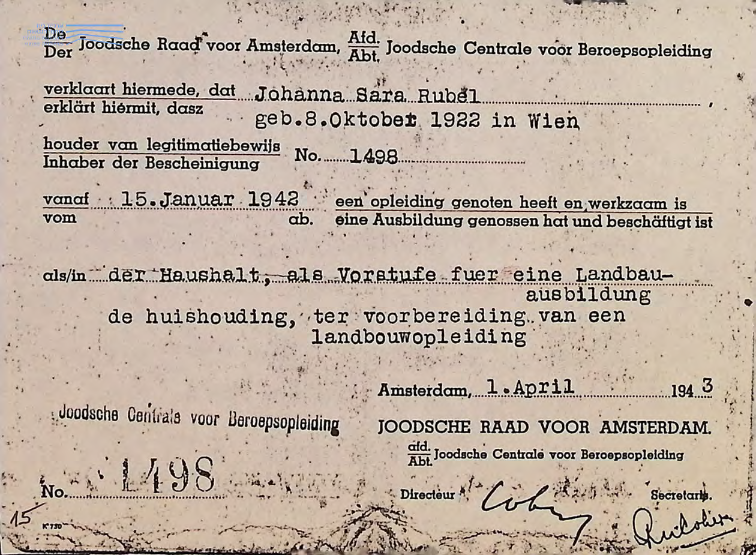 De Joodsche Raad voor Amsterdam, Afd. Joodsche Centrale voor Beroepsopleiding
Der Abt.
verklaart hiermede, dat Johanna Sara Rubel ,
erklärt hiermit, dasz geb.8.Oktober 1922 in Wien
houder van legitimatiebewijs
Inhaber der Bescheinigung No. 1498
vanaf 15.Januar 1942 een opleiding genoten heeft en werkzaam is
vom ab. eine Ausbildung genossen hat und beschäftigt ist
als/in der Haushalt, als Vorstufe fuer eine Landbau-
ausbildung
de huishouding, ter voorbereiding van een
landbouwopleiding
Amsterdam, 1.April 1943
Joodsche Centrale voor Beroepsopleiding
JOODSCHE RAAD VOOR AMSTERDAM.
afd. Joodsche Centrale voor Beroepsopleiding
Abt.
No. 1498
Directeur Secretaris.
15
K 750